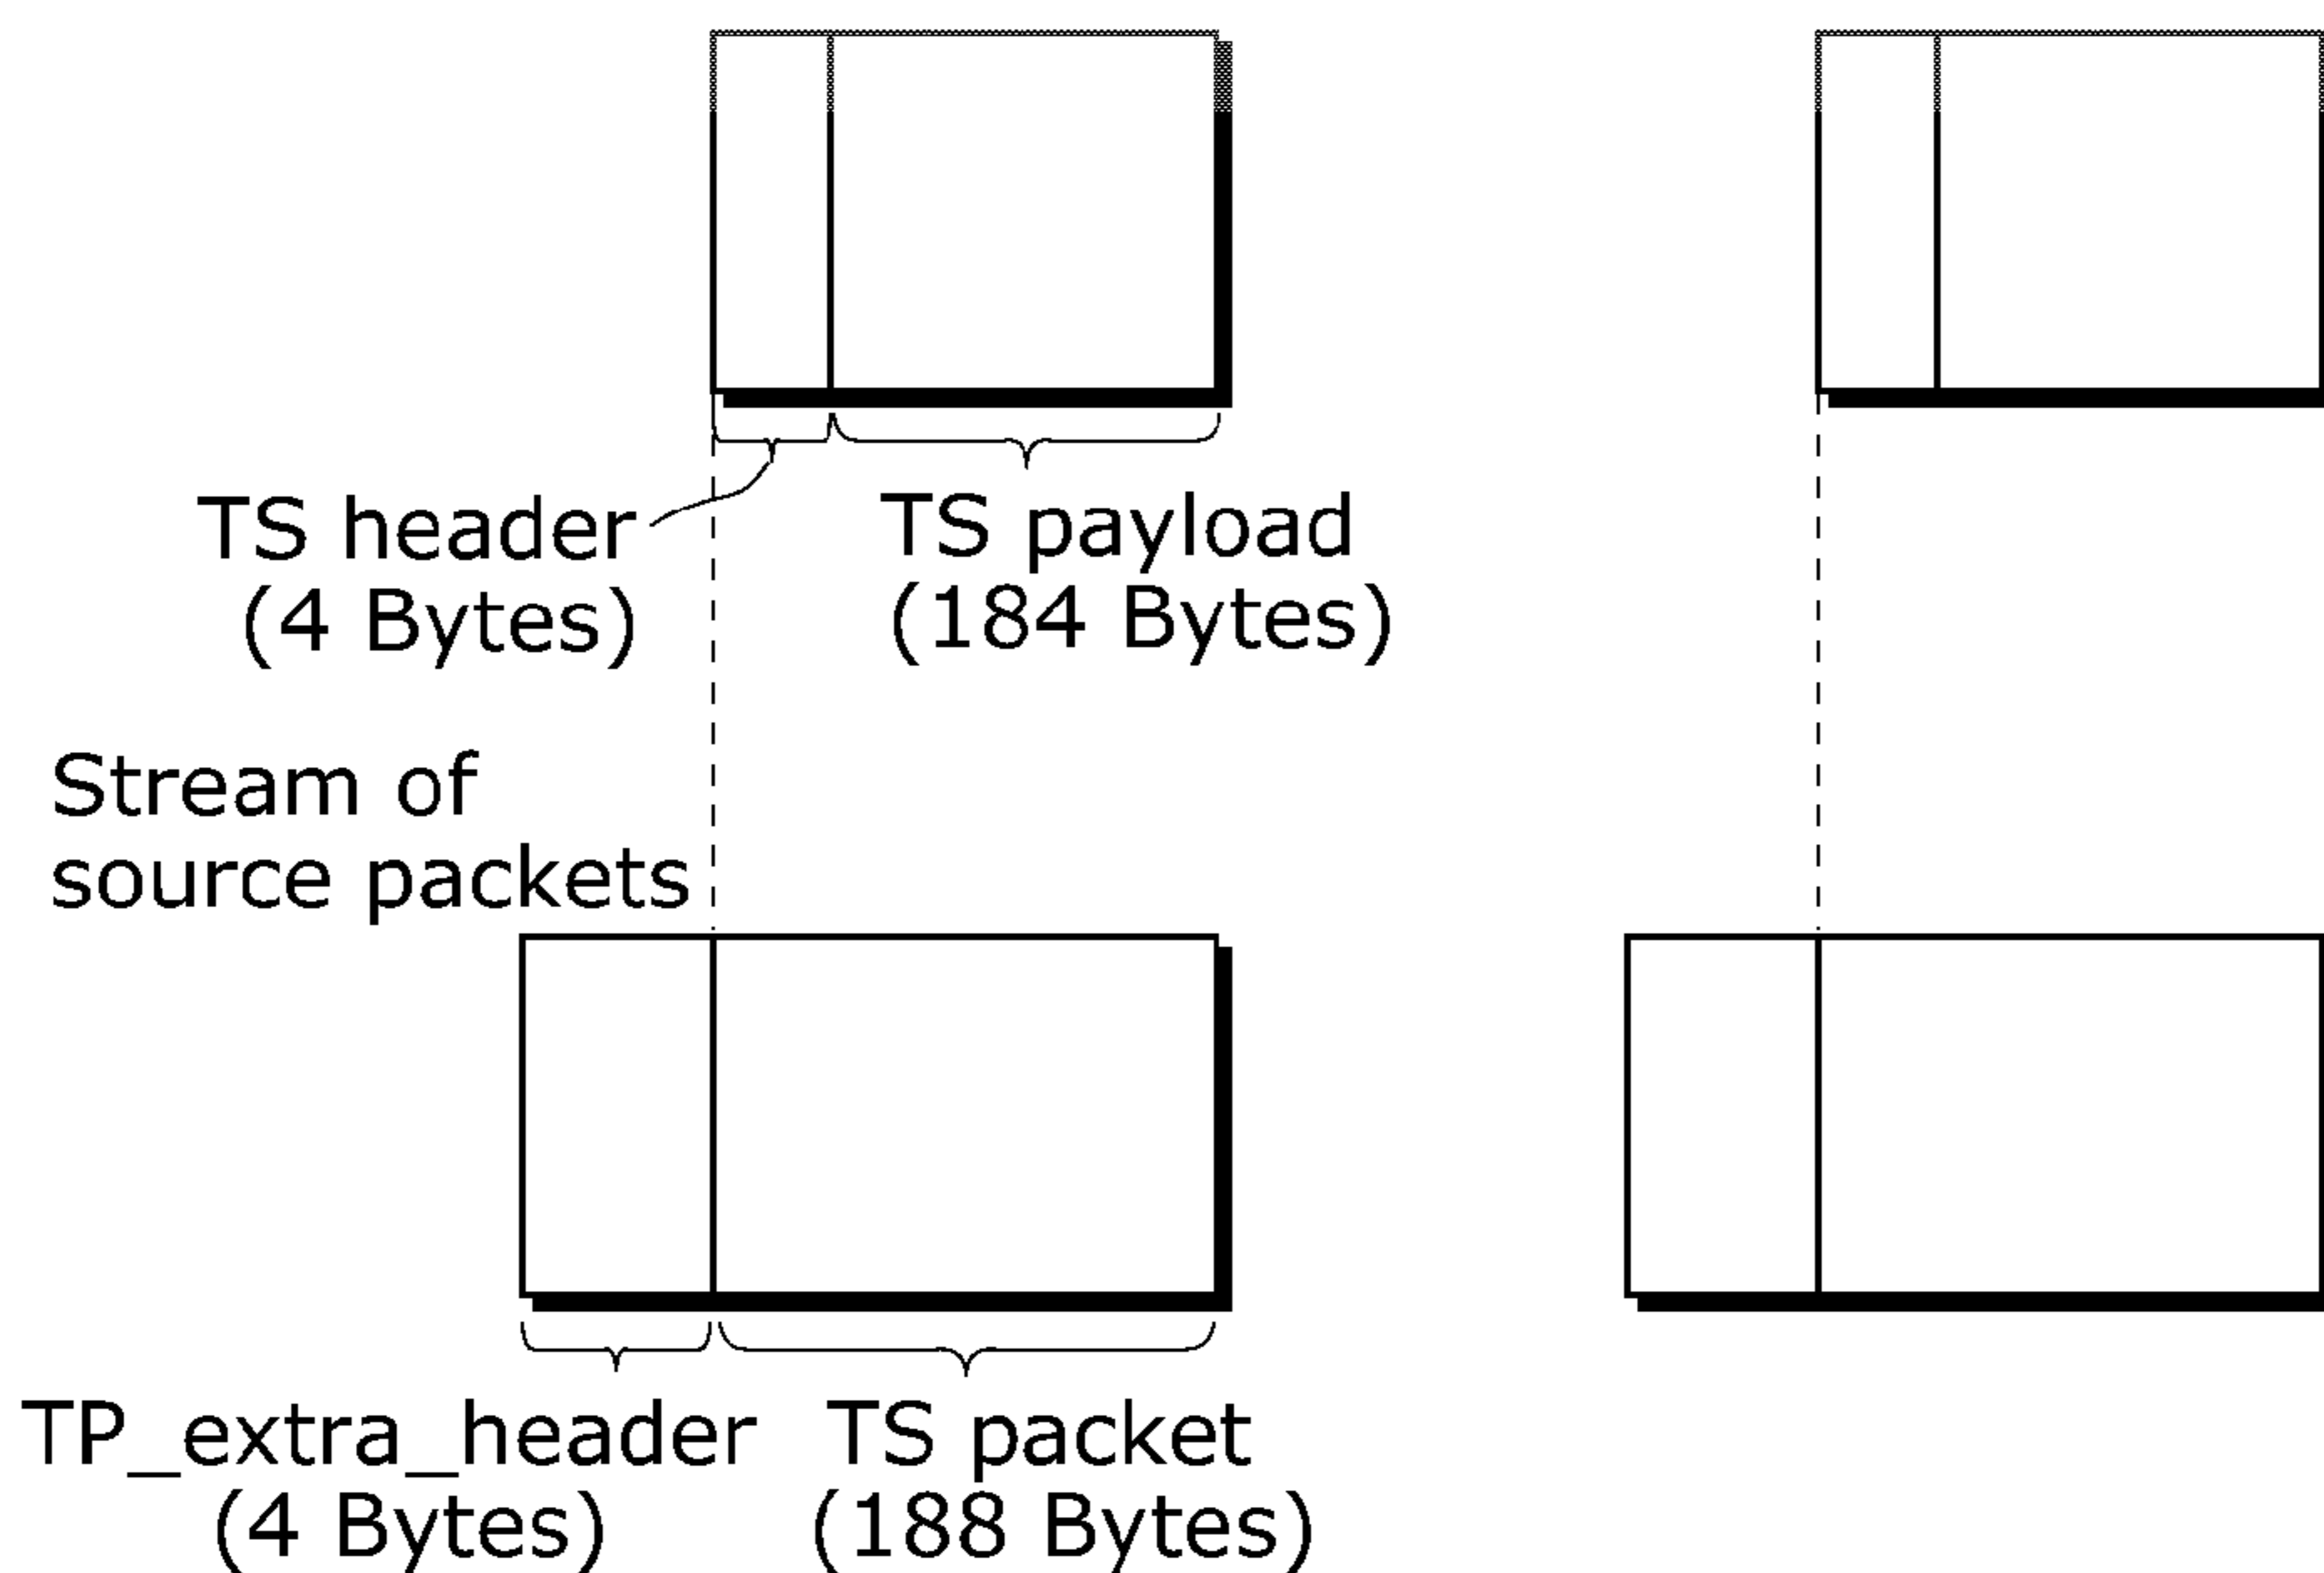 TS header
(4 Bytes)
TS payload
(184 Bytes)
Stream of
source packets
TP_extra_header
(4 Bytes)
TS packet
(188 Bytes)